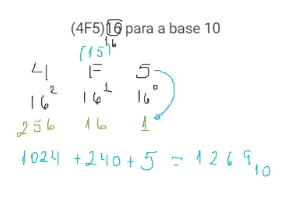 (4F5)16 para a base 10
16
(15)
4 F 5
16² 16¹ 16⁰
256 16 1
1024 + 240 + 5 = 1269₁₀